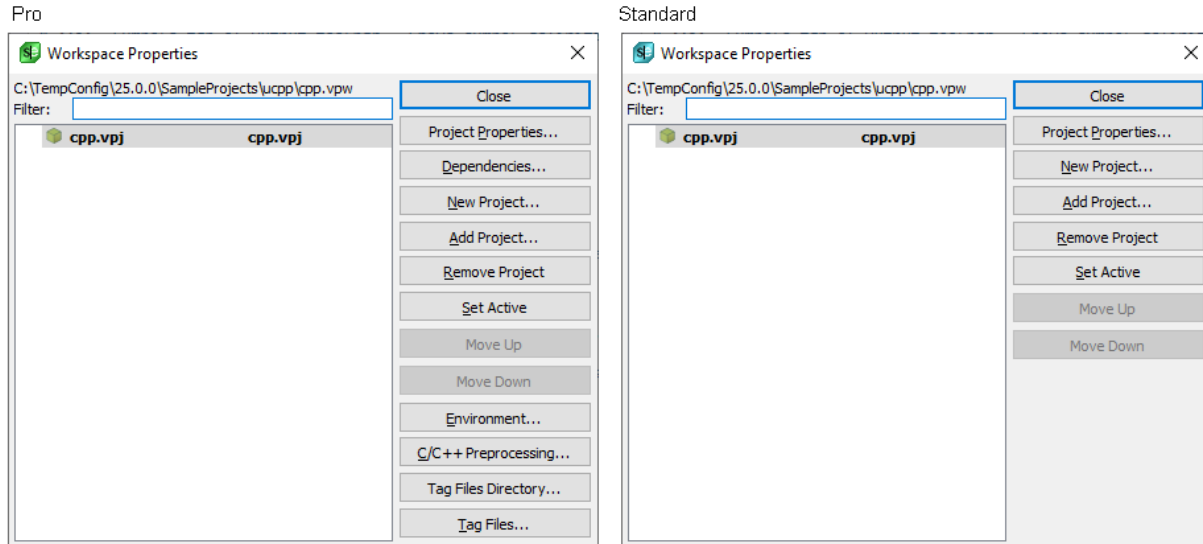 Pro
Workspace Properties
C:\TempConfig\25.0.0\SampleProjects\ucpp\cpp.vpw
Filter:
cpp.vpj cpp.vpj
Close
Project Properties...
Dependencies...
New Project...
Add Project...
Remove Project
Set Active
Move Up
Move Down
Environment...
C/C++ Preprocessing...
Tag Files Directory...
Tag Files...
Standard
Workspace Properties
C:\TempConfig\25.0.0\SampleProjects\ucpp\cpp.vpw
Filter:
cpp.vpj cpp.vpj
Close
Project Properties...
New Project...
Add Project...
Remove Project
Set Active
Move Up
Move Down